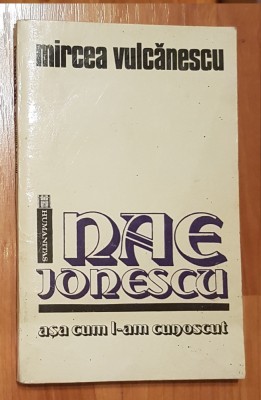 mircea vulcănescu
HUMANITAS
NAE
IONESCU
așa cum l-am cunoscut